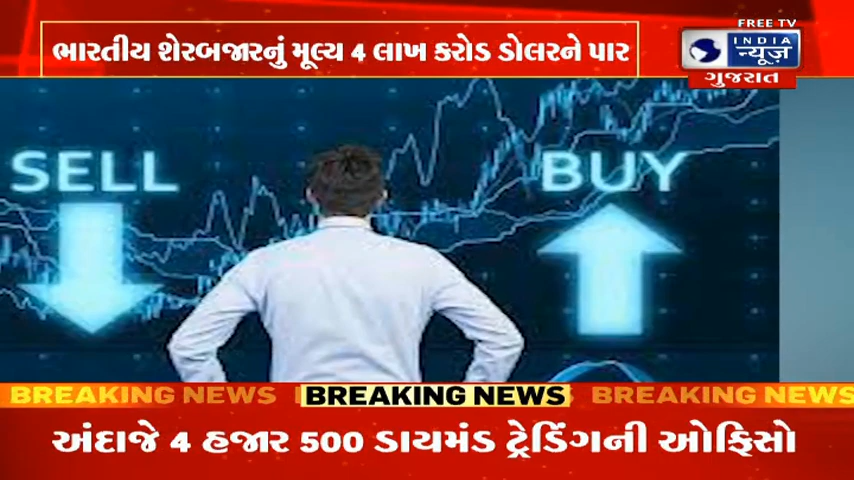 FREE TV
ભારતીય શેરબજારનું મૂલ્ય 4 લાખ કરોડ ડોલરને પાર
INDIA
ન્યૂઝ
ગુજરાત
SELL
BUY
BREAKING NEWS BREAKING NEWS BREAKING NEWS
અંદાજે 4 હજાર 500 ડાયમંડ ટ્રેડિંગની ઓફિસો